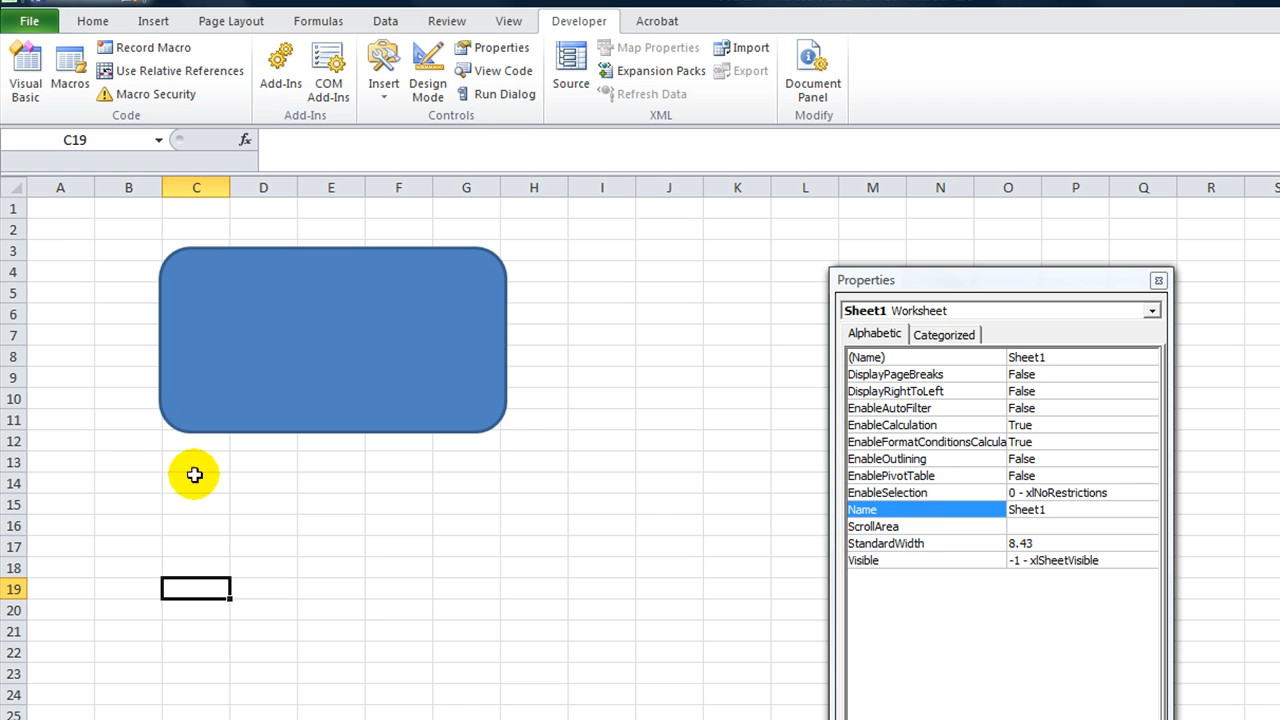 File Home Insert Page Layout Formulas Data Review View Developer Acrobat
Visual Basic
Macros
Record Macro
Use Relative References
Macro Security
Code
Add-Ins
COM Add-Ins
Add-Ins
Insert
Design Mode
Properties
View Code
Run Dialog
Controls
Source
Map Properties
Expansion Packs
Refresh Data
Import
Export
XML
Document Panel
Modify
C19 fx
A B C D E F G H I J K L M N O P Q R S
1
2
3
4
5
6
7
8
9
10
11
12
13
14
15
16
17
18
19
20
21
22
23
24
25
Properties
Sheet1 Worksheet
Alphabetic Categorized
(Name) Sheet1
DisplayPageBreaks False
DisplayRightToLeft False
EnableAutoFilter False
EnableCalculation True
EnableFormatConditionsCalcula True
EnableOutlining False
EnablePivotTable False
EnableSelection 0 - xlNoRestrictions
Name Sheet1
ScrollArea
StandardWidth 8.43
Visible -1 - xlSheetVisible